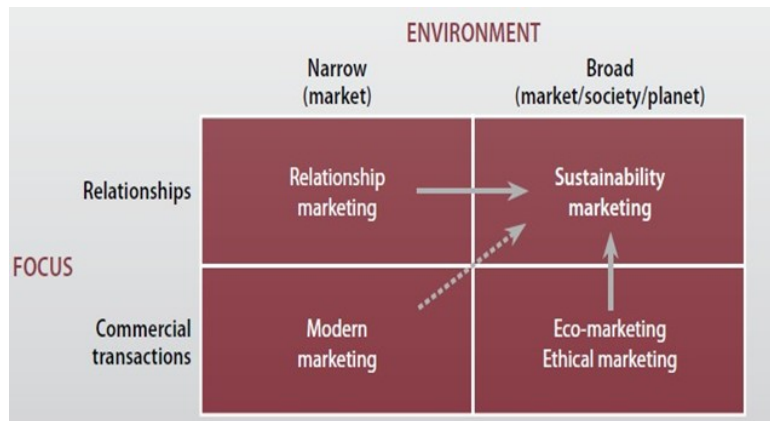 ENVIRONMENT
Narrow
(market)
Broad
(market/society/planet)
Relationships
Relationship
marketing
Sustainability
marketing
FOCUS
Commercial
transactions
Modern
marketing
Eco-marketing
Ethical marketing